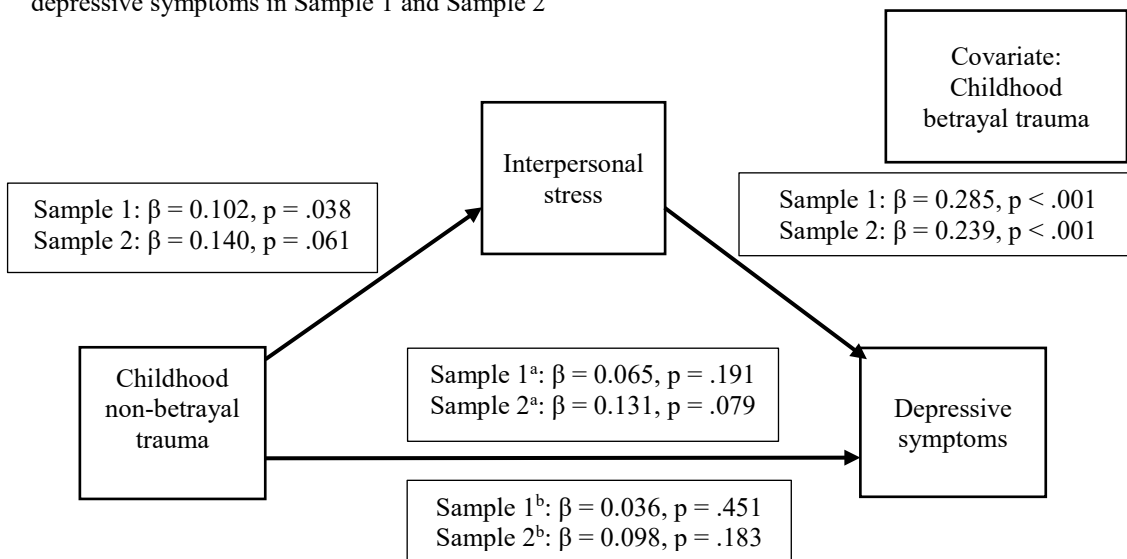 depressive symptoms in Sample 1 and Sample 2
Covariate:
Childhood
betrayal trauma
Interpersonal
stress
Sample 1: β = 0.102, p = .038
Sample 2: β = 0.140, p = .061
Sample 1: β = 0.285, p < .001
Sample 2: β = 0.239, p < .001
Childhood
non-betrayal
trauma
Sample 1ᵃ: β = 0.065, p = .191
Sample 2ᵃ: β = 0.131, p = .079
Depressive
symptoms
Sample 1ᵇ: β = 0.036, p = .451
Sample 2ᵇ: β = 0.098, p = .183